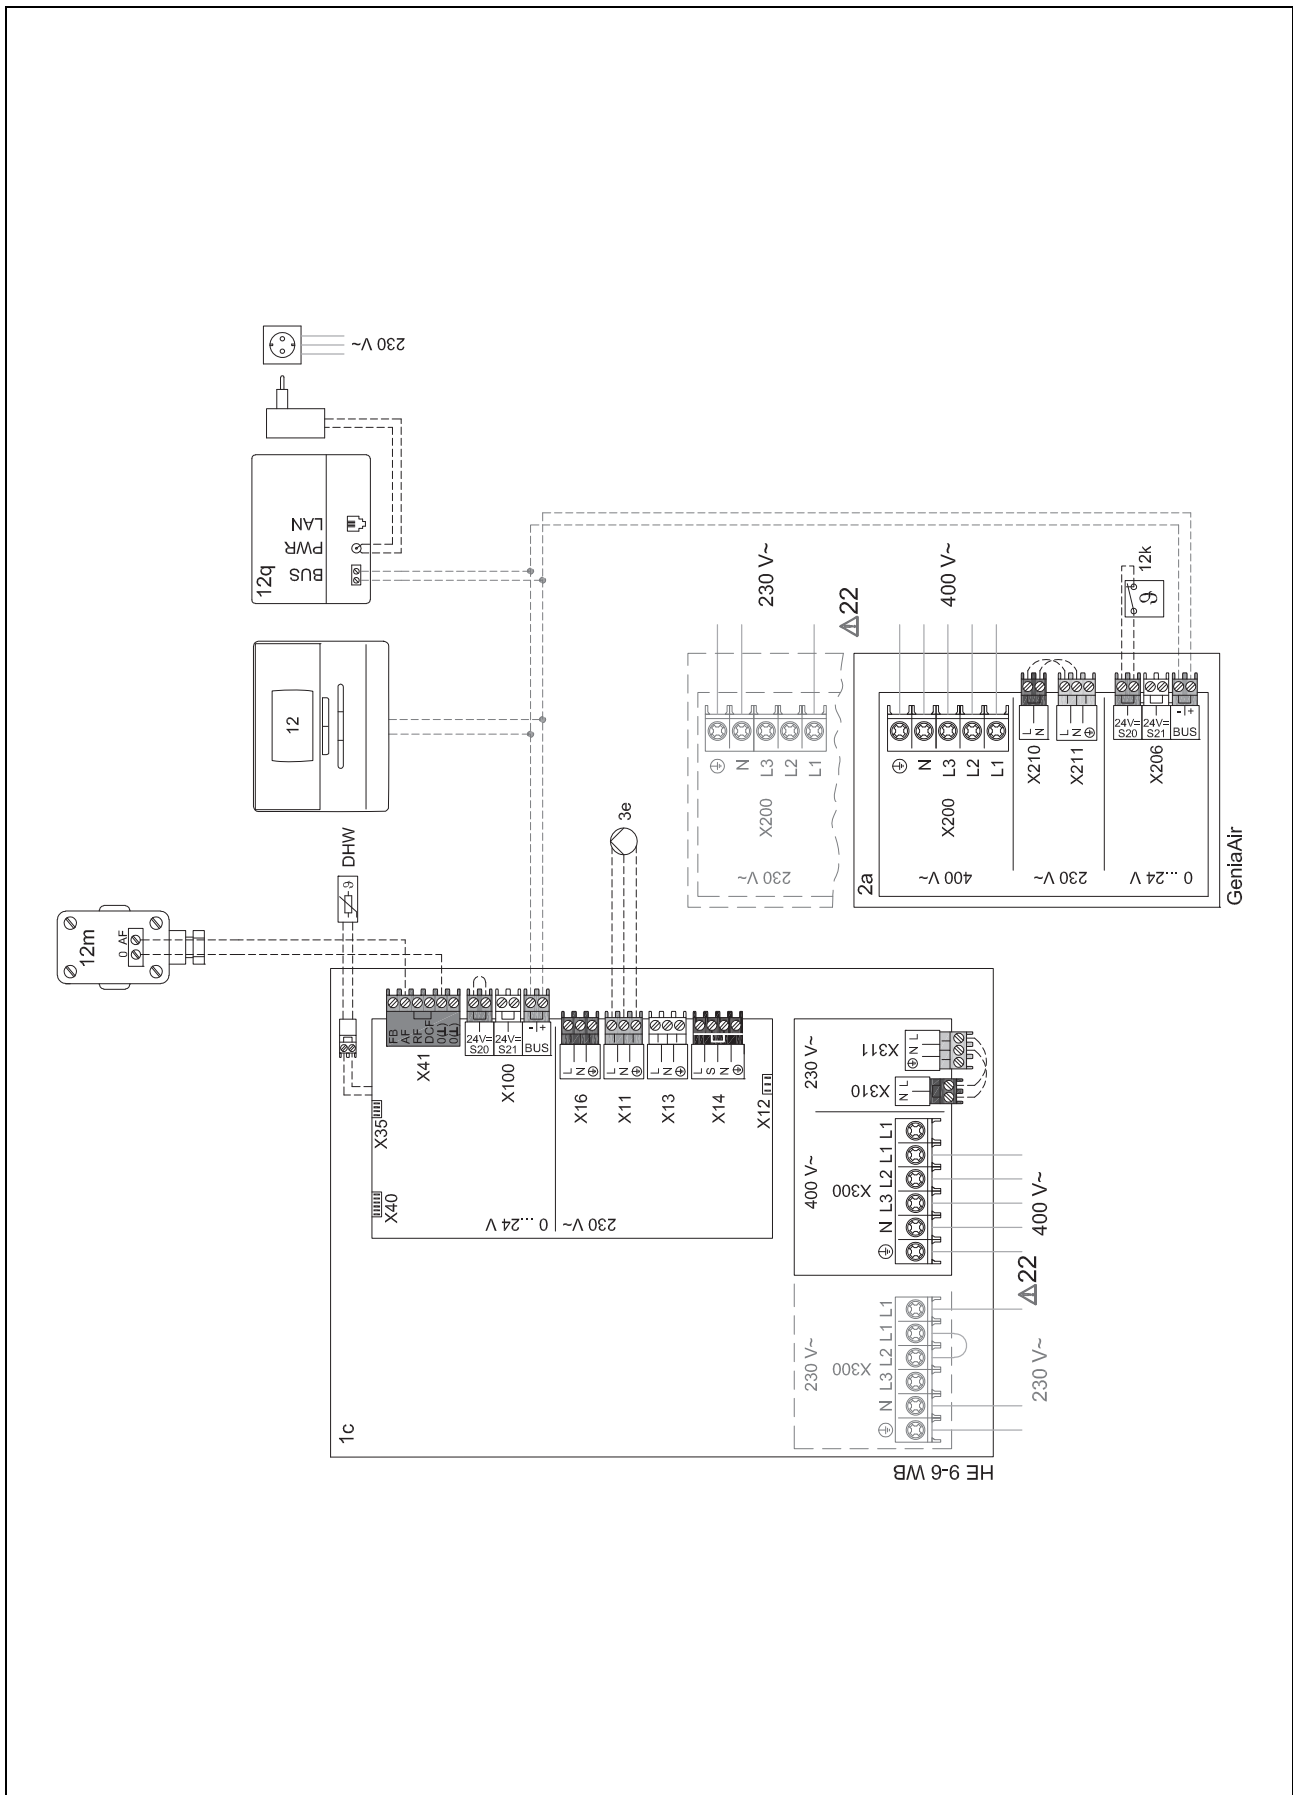 230 V~
LAN
PWR
BUS
12q
12
DHW
12m
0 AF
230 V~
⚠22
400 V~
12k
ϑ
3e
⏚ N L3 L2 L1
X200
230 V~
2a
⏚ N L3 L2 L1
X200
400 V~
L N
X210
L N ⏚
X211
230 V~
24V= S20
24V= S21
- + BUS
X206
0 ...24 V
GeniaAir
ϑ
FB
AF
RF
DCF
X41
24V= S20
24V= S21
- + BUS
X100
X35
X40
0 ...24 V
230 V~
L N ⏚
X16
L N ⏚
X11
L N ⏚
X13
L S N ⏚
X14
X12
1c
230 V~
⏚ N L
X311
N L
X310
400 V~
X300
⏚ N L3 L2 L1 L1
400 V~
⚠22
230 V~
X300
⏚ N L3 L2 L1 L1
230 V~
HE 9-6 WB